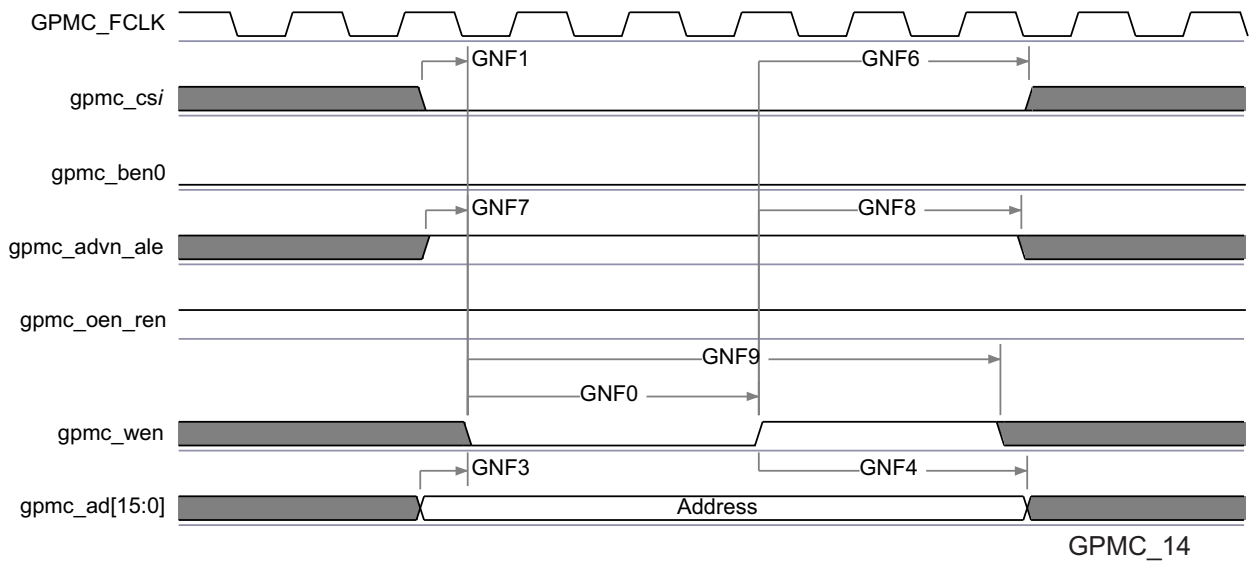 GPMC_FCLK
GNF1 GNF6
gpmc_csi
gpmc_ben0
GNF7 GNF8
gpmc_advn_ale
gpmc_oen_ren
GNF9
GNF0
gpmc_wen
GNF3 GNF4
gpmc_ad[15:0] Address
GPMC_14